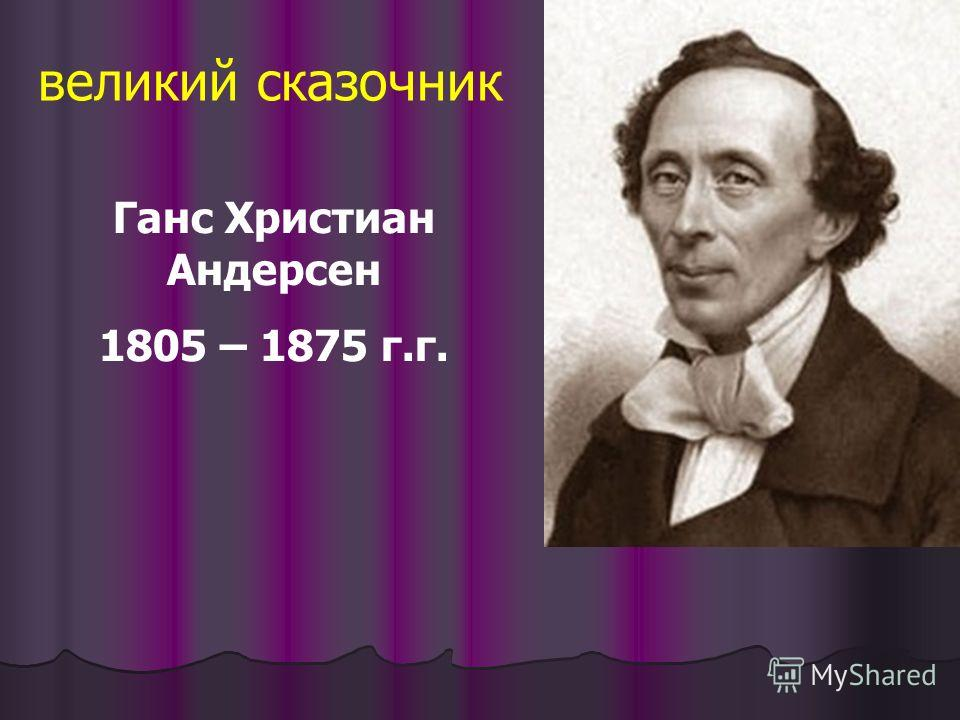 великий сказочник
Ганс Христиан
Андерсен
1805 – 1875 г.г.
MyShared